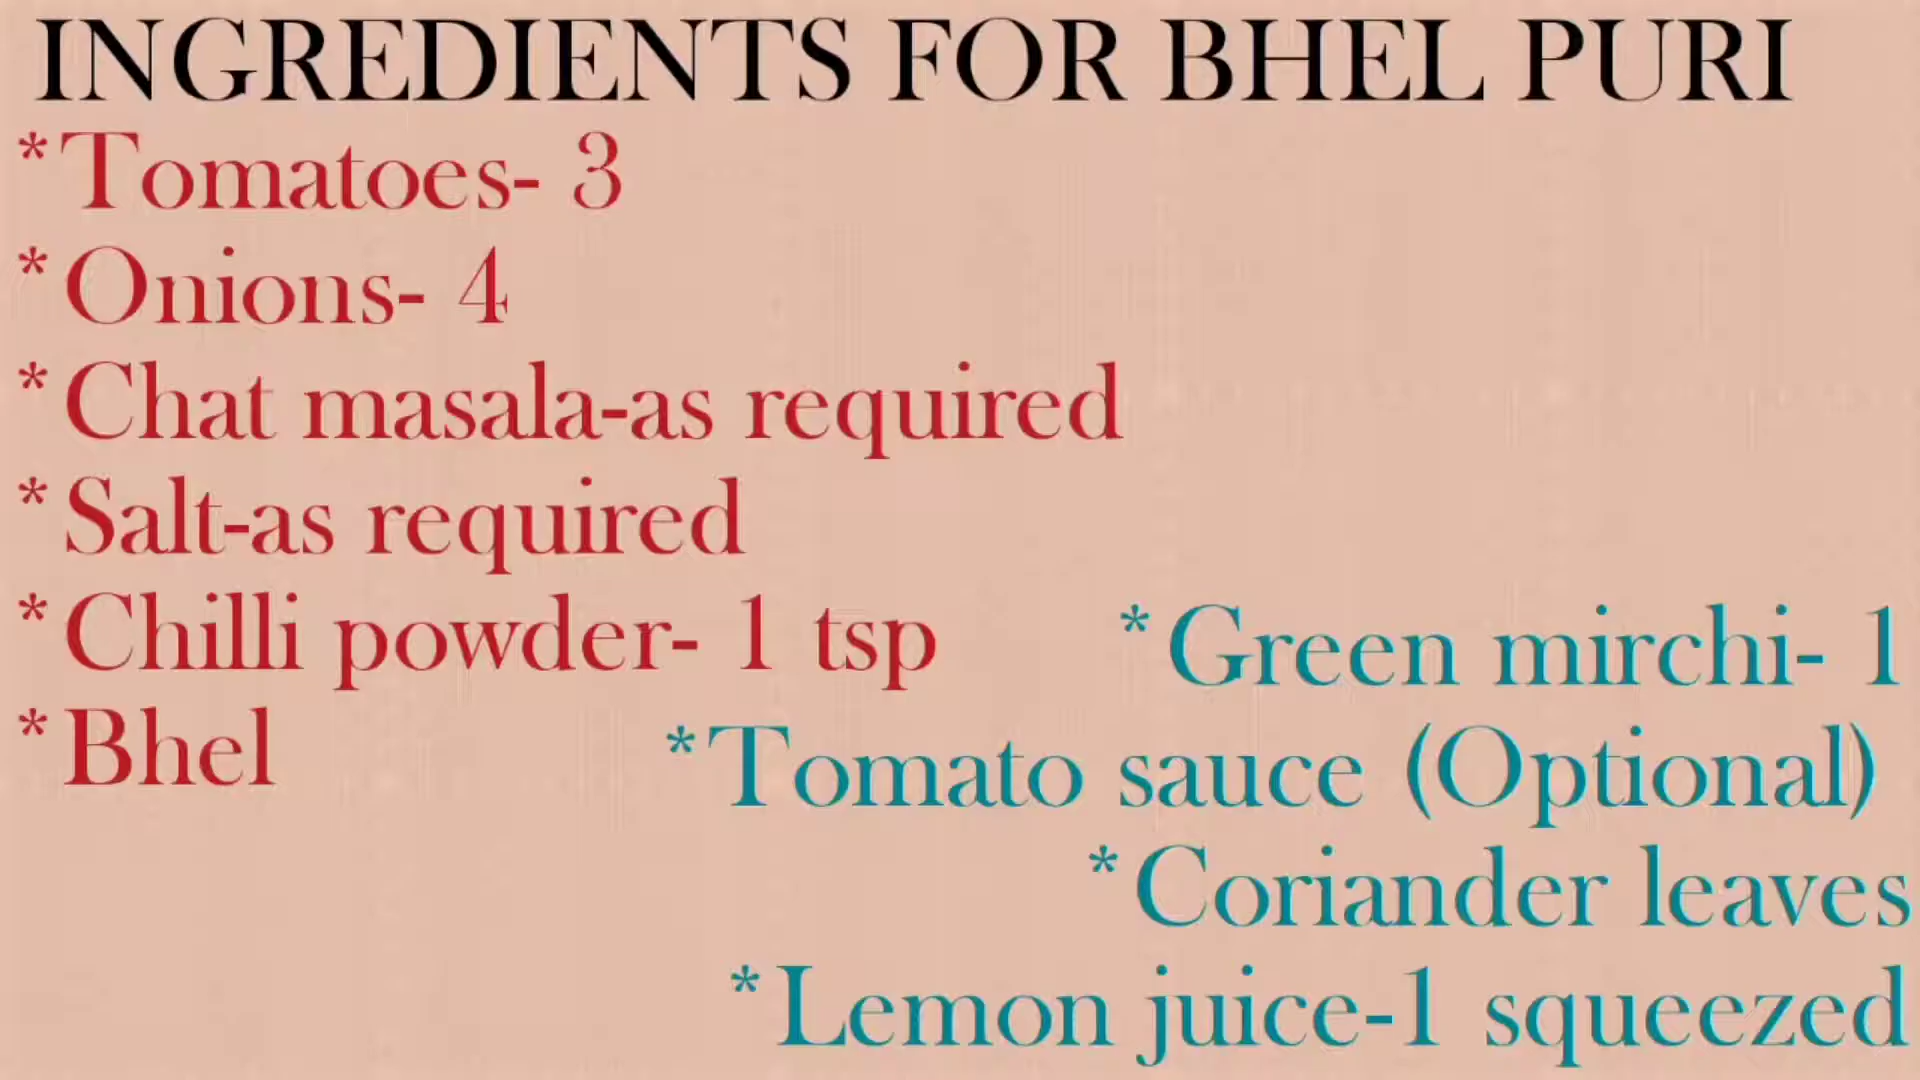 INGREDIENTS FOR BHEL PURI
*Tomatoes- 3
*Onions- 4
*Chat masala-as required
*Salt-as required
*Chilli powder- 1 tsp
*Bhel
*Green mirchi- 1
*Tomato sauce (Optional)
*Coriander leaves
*Lemon juice-1 squeezed